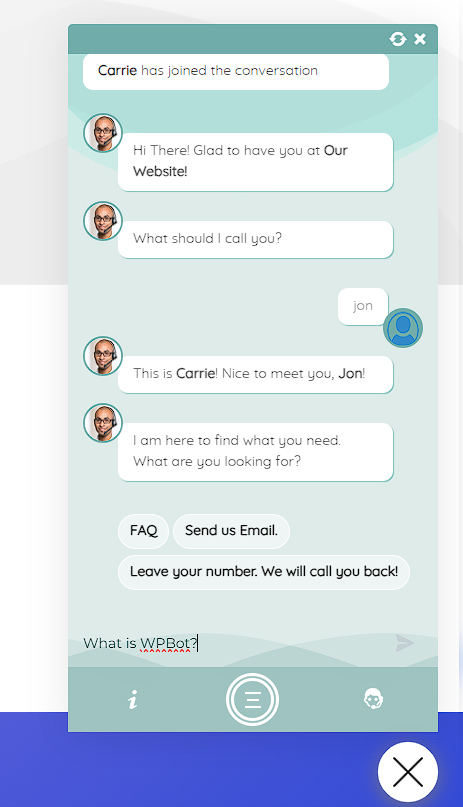 Carrie has joined the conversation
Hi There! Glad to have you at Our
Website!
What should I call you?
jon
This is Carrie! Nice to meet you, Jon!
I am here to find what you need.
What are you looking for?
FAQ
Send us Email.
Leave your number. We will call you back!
What is WPBot?
i